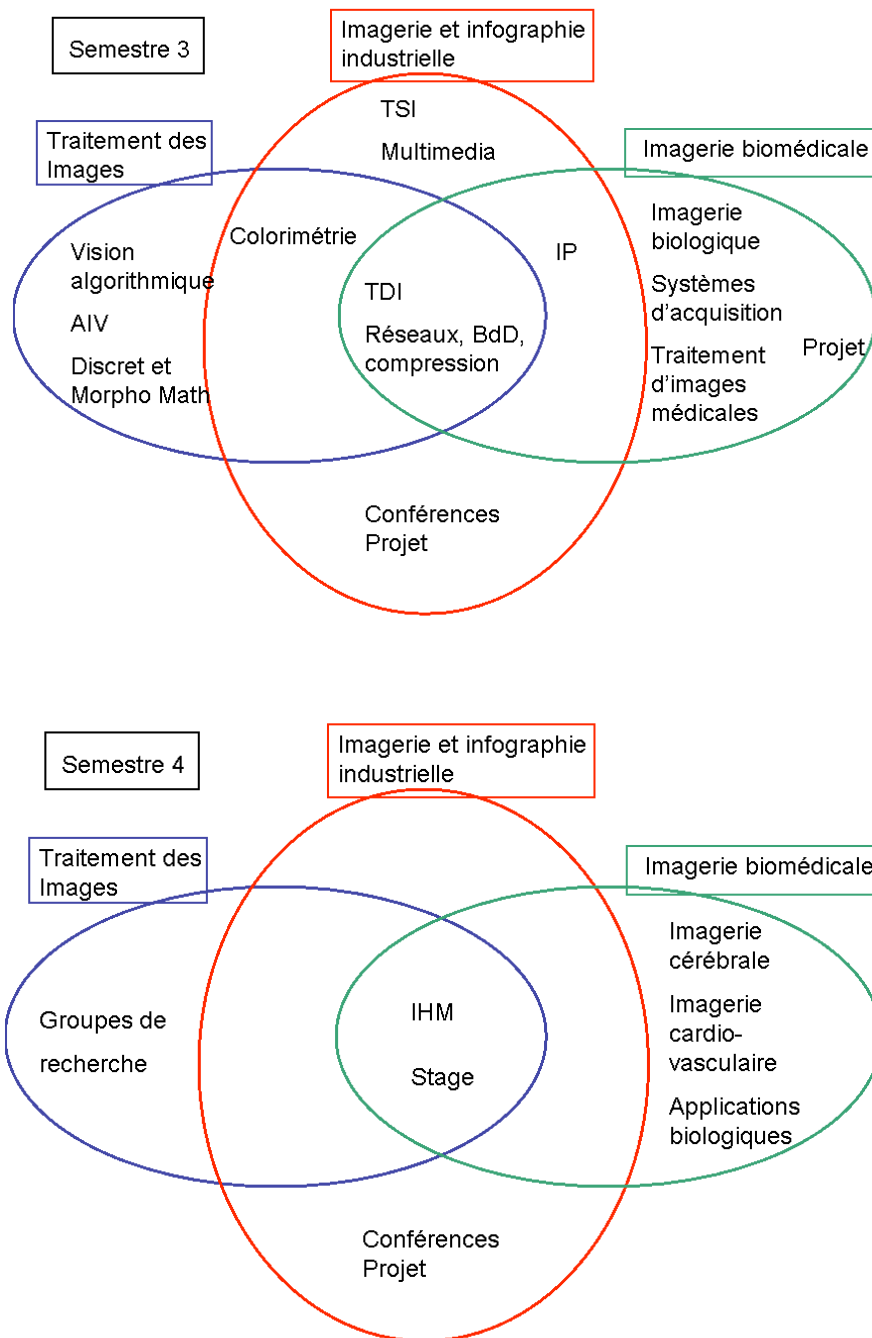 Semestre 3
Imagerie et infographie
industrielle
Traitement des
Images
Imagerie biomédicale
TSI
Multimedia
Colorimétrie
Vision
algorithmique
AIV
Discret et
Morpho Math
TDI
Réseaux, BdD,
compression
IP
Imagerie
biologique
Systèmes
d'acquisition
Traitement
d'images
médicales
Projet
Conférences
Projet
Semestre 4
Imagerie et infographie
industrielle
Traitement des
Images
Imagerie biomédicale
Groupes de
recherche
IHM
Stage
Imagerie
cérébrale
Imagerie
cardio-
vasculaire
Applications
biologiques
Conférences
Projet